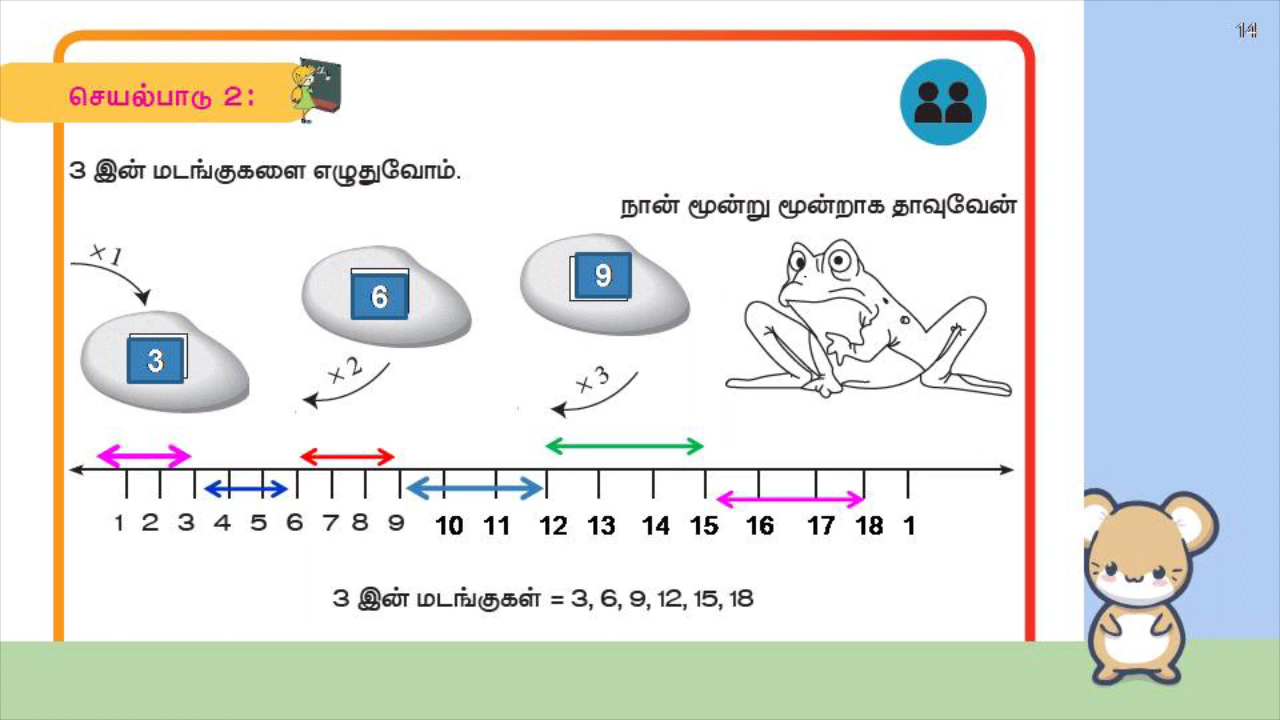 14
செயல்பாடு 2:
3 இன் மடங்குகளை எழுதுவோம்.
நான் மூன்று மூன்றாக தாவுவேன்
×1
3
6
×2
9
×3
1 2 3 4 5 6 7 8 9 10 11 12 13 14 15 16 17 18 1
3 இன் மடங்குகள் = 3, 6, 9, 12, 15, 18